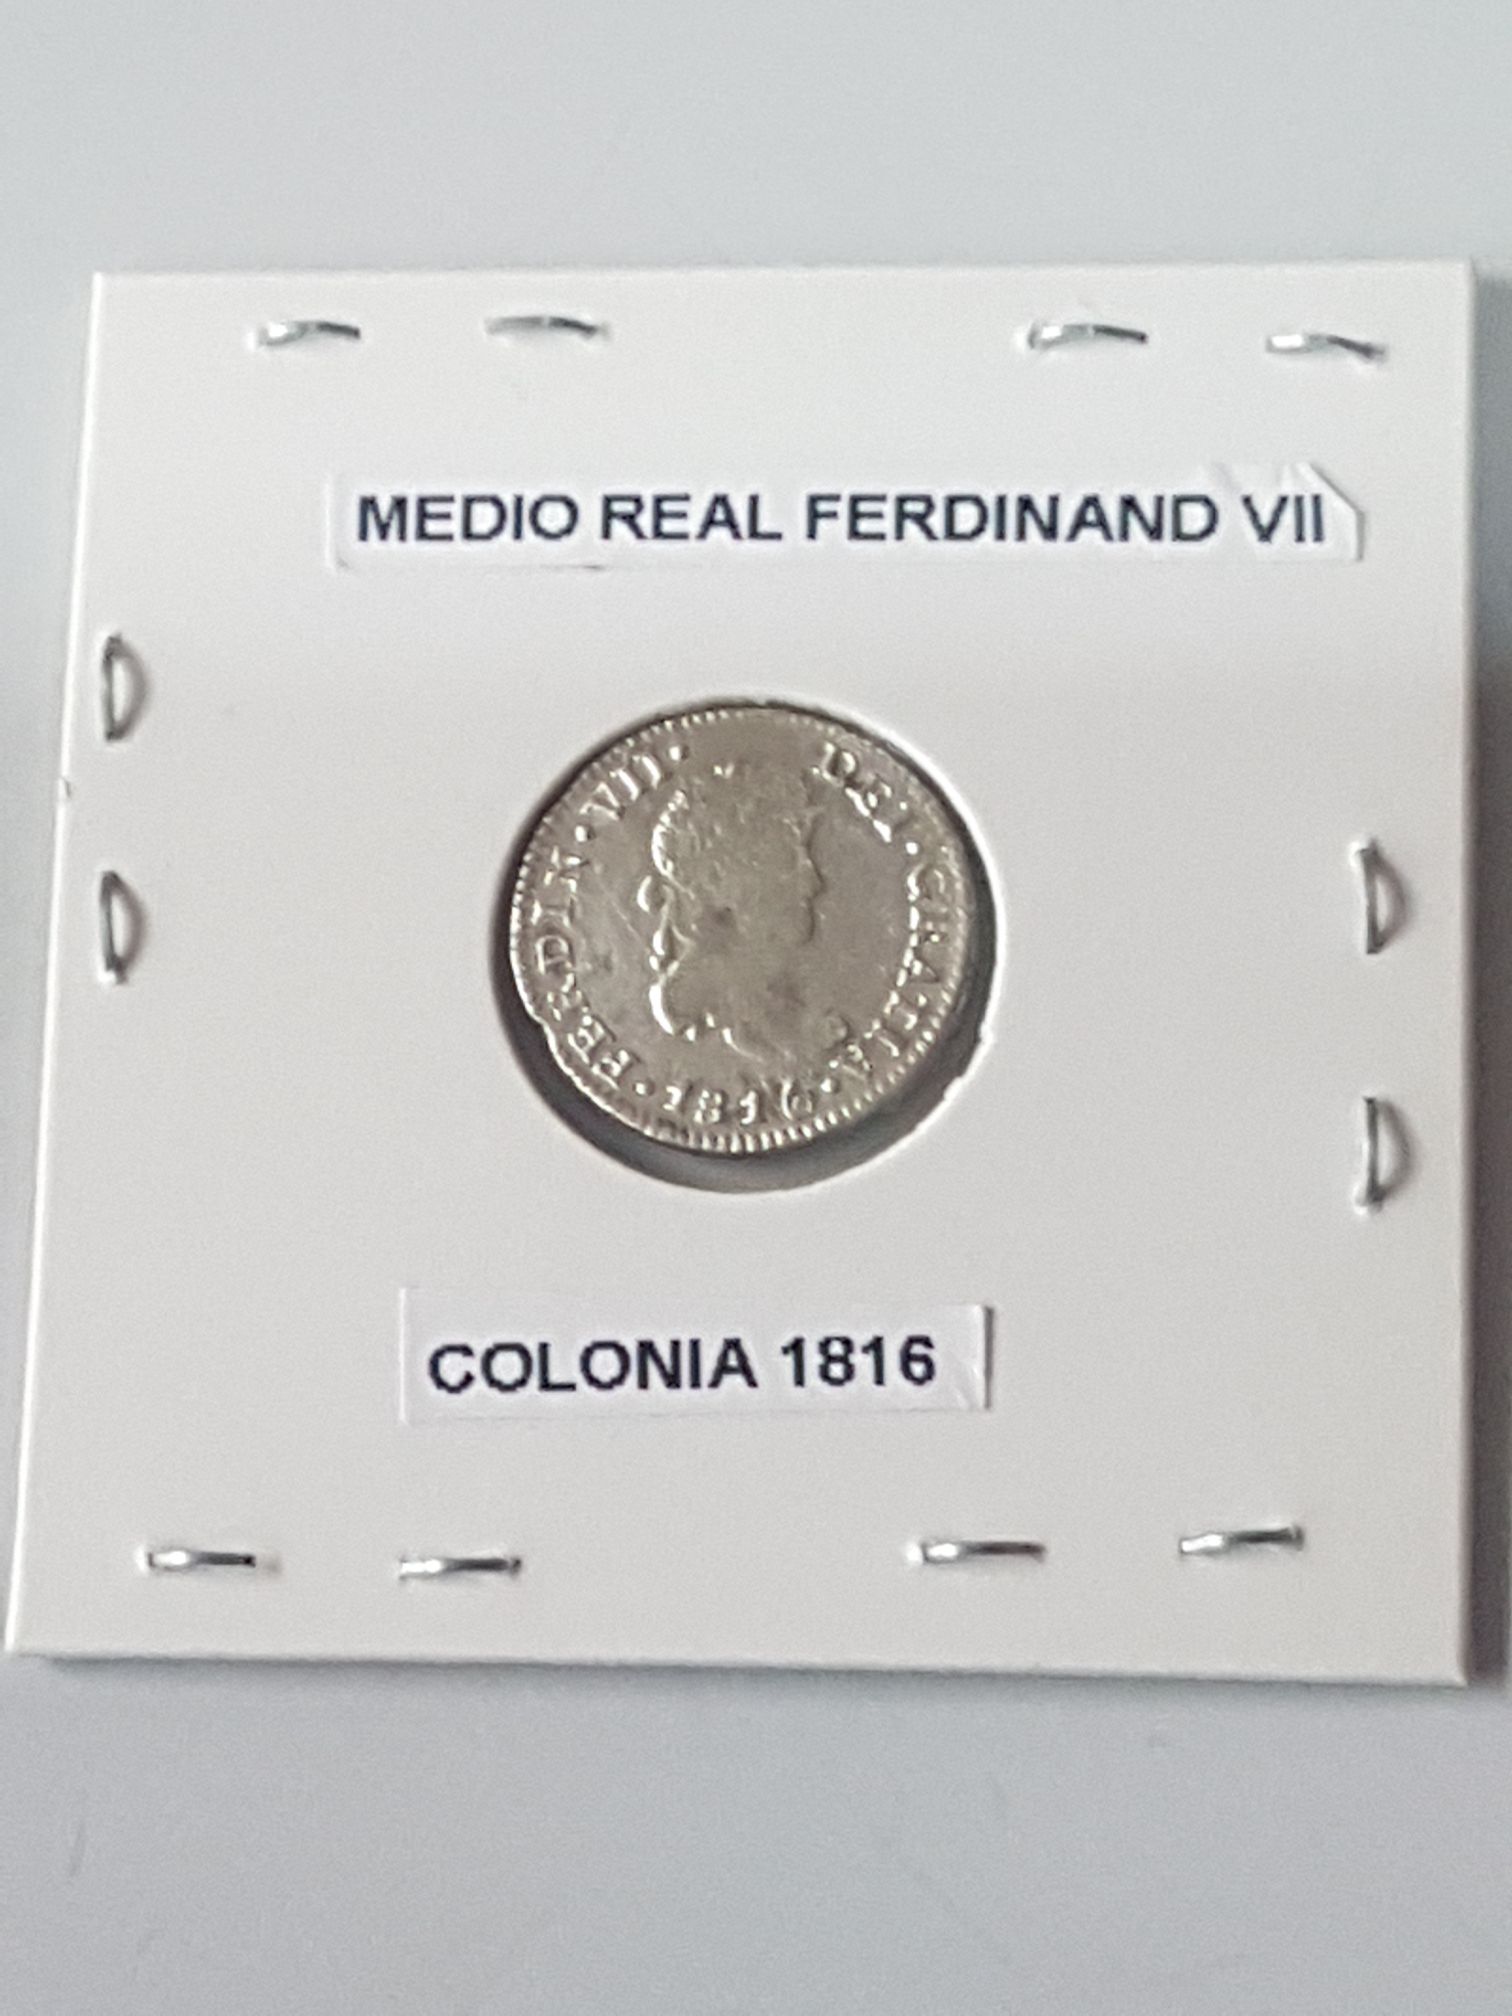 MEDIO REAL FERDINAND VII
·FERDIN·VII· DEI·GRATIA·
·1816·
COLONIA 1816